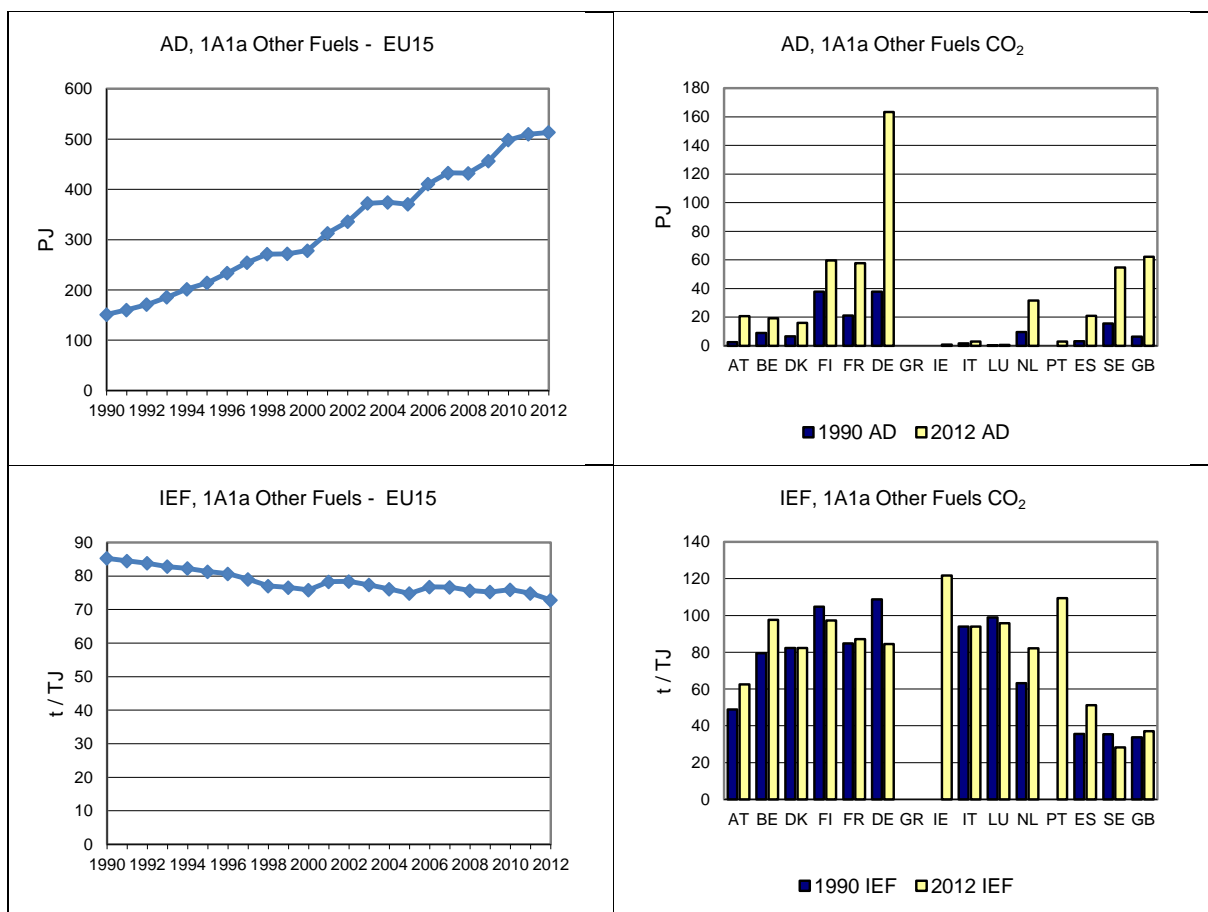 AD, 1A1a Other Fuels - EU15
600
500
400
300
200
100
0
PJ
1990 1992 1994 1996 1998 2000 2002 2004 2006 2008 2010 2012
AD, 1A1a Other Fuels CO₂
180
160
140
120
100
80
60
40
20
0
PJ
AT BE DK FI FR DE GR IE IT LU NL PT ES SE GB
1990 AD 2012 AD
IEF, 1A1a Other Fuels - EU15
90
80
70
60
50
40
30
20
10
0
t / TJ
1990 1992 1994 1996 1998 2000 2002 2004 2006 2008 2010 2012
IEF, 1A1a Other Fuels CO₂
140
120
100
80
60
40
20
0
t / TJ
AT BE DK FI FR DE GR IE IT LU NL PT ES SE GB
1990 IEF 2012 IEF